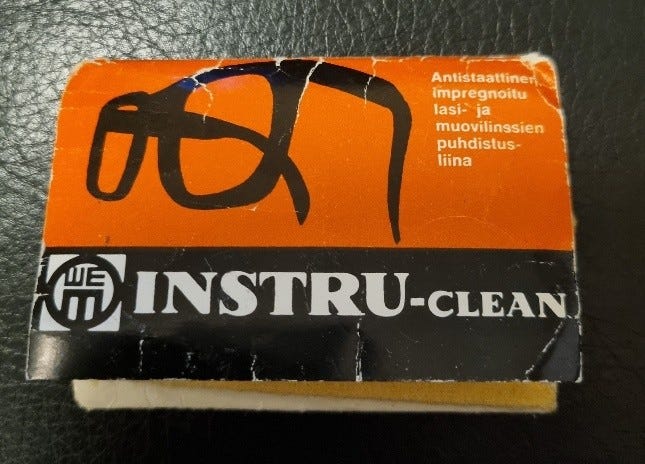 Antistaattinen
impregnoitu
lasi- ja
muovilinssien
puhdistus-
liina
INSTRU-CLEAN